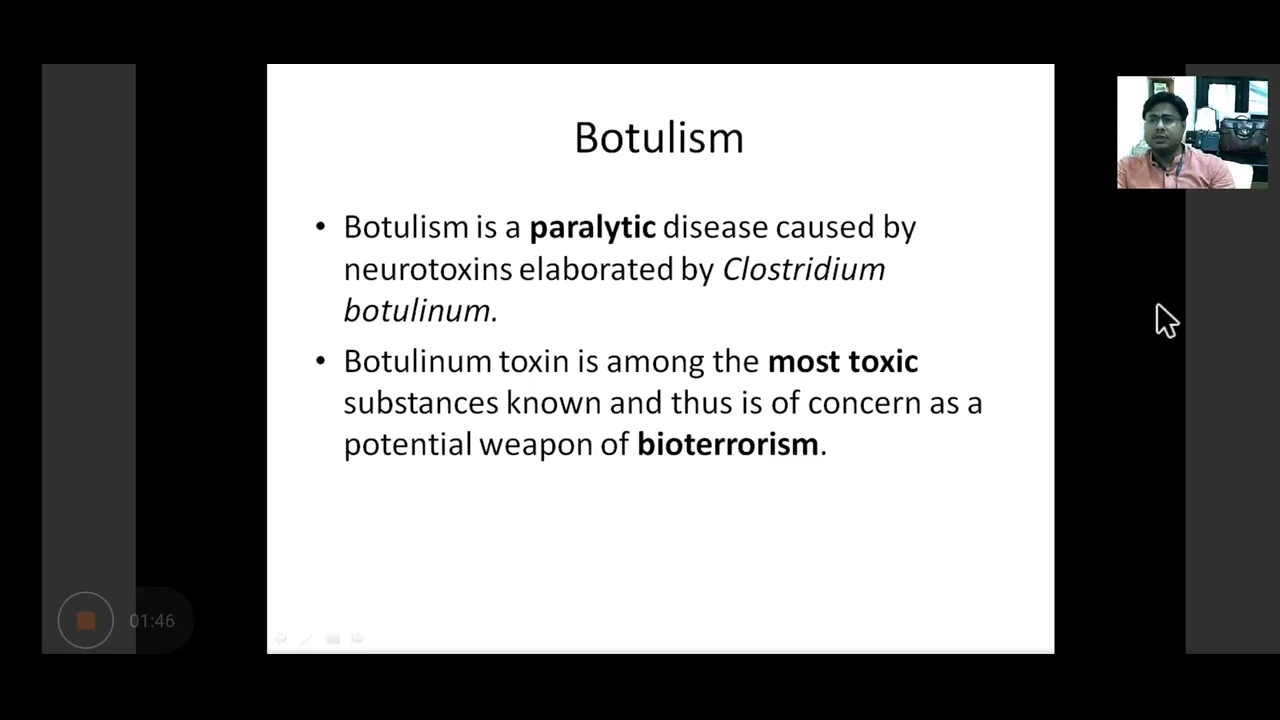 Botulism
• Botulism is a paralytic disease caused by
neurotoxins elaborated by Clostridium
botulinum.
• Botulinum toxin is among the most toxic
substances known and thus is of concern as a
potential weapon of bioterrorism.
01:46